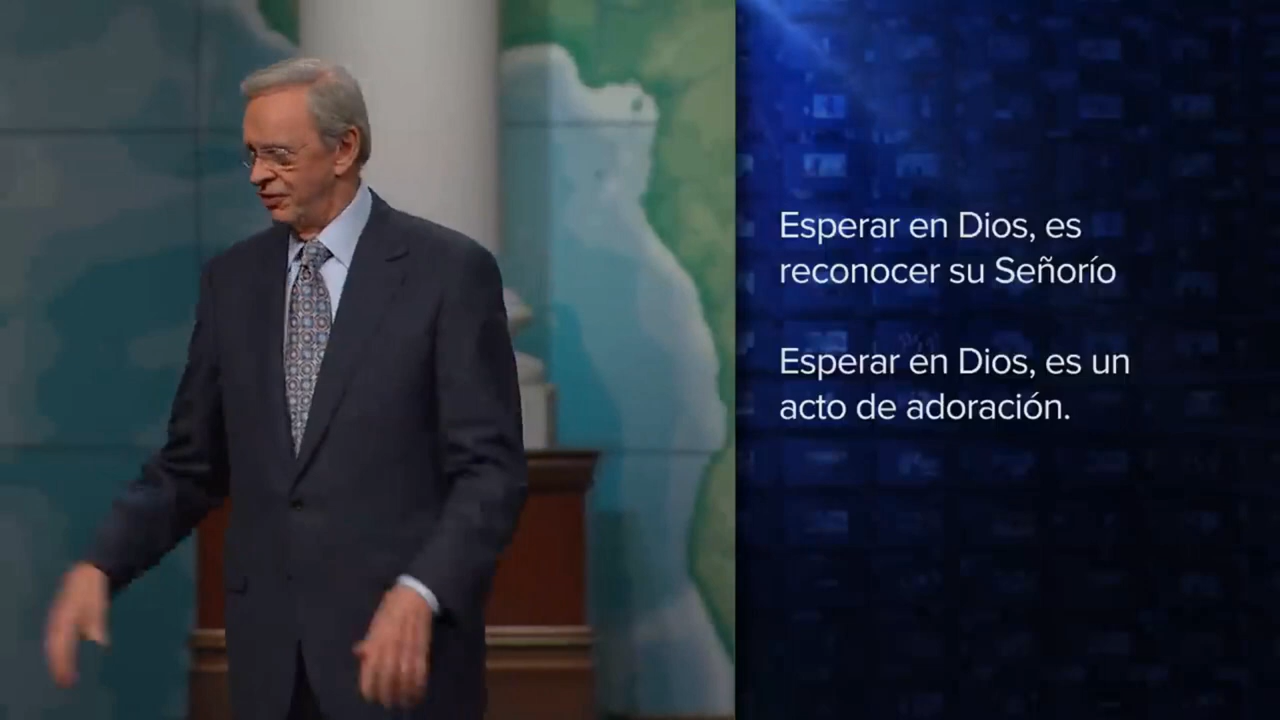 Esperar en Dios, es
reconocer su Señorío
Esperar en Dios, es un
acto de adoración.